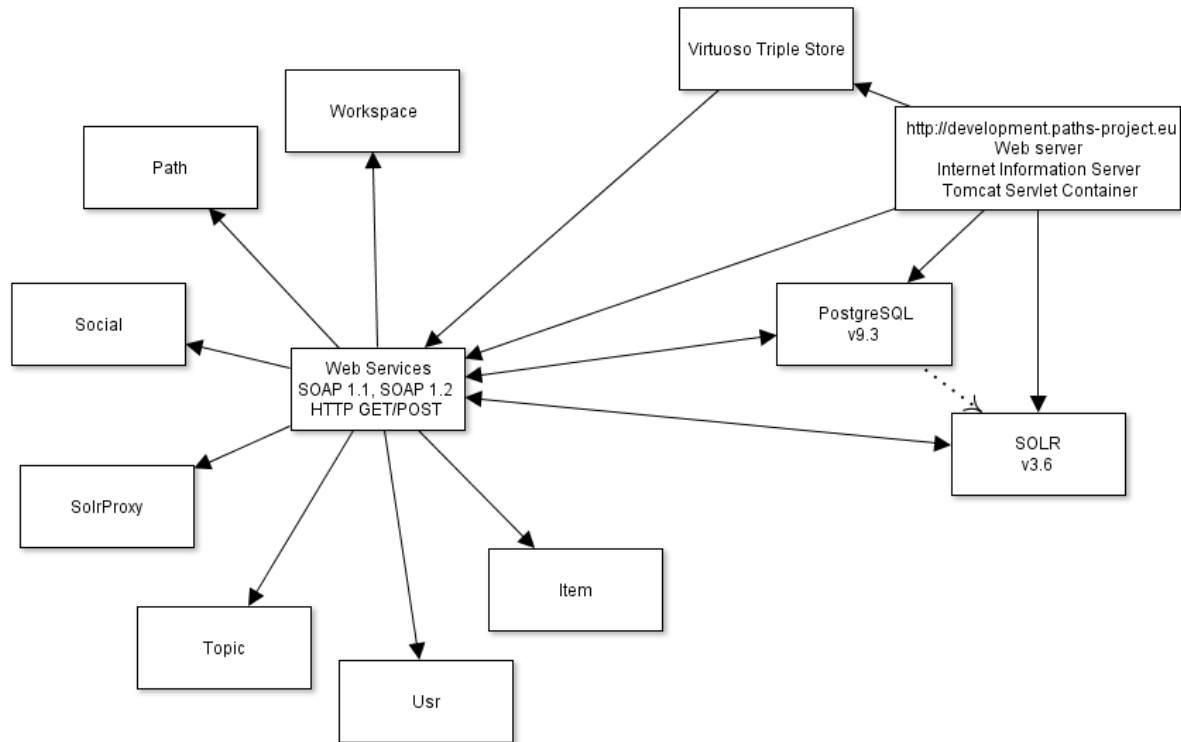 Virtuoso Triple Store
Workspace
http://development.paths-project.eu
Web server
Internet Information Server
Tomcat Servlet Container
Path
Social
PostgreSQL
v9.3
Web Services
SOAP 1.1, SOAP 1.2
HTTP GET/POST
SOLR
v3.6
SolrProxy
Item
Topic
Usr